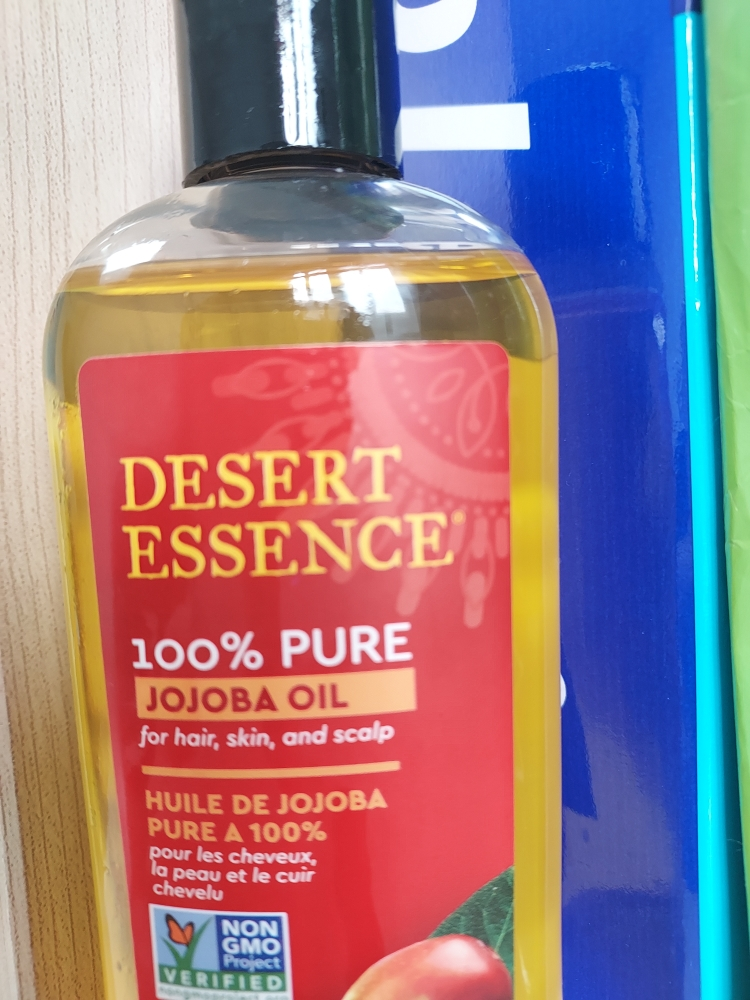 DESERT
ESSENCE®
100% PURE
JOJOBA OIL
for hair, skin, and scalp
HUILE DE JOJOBA
PURE A 100%
pour les cheveux,
la peau et le cuir
chevelu
NON
GMO
Project
VERIFIED